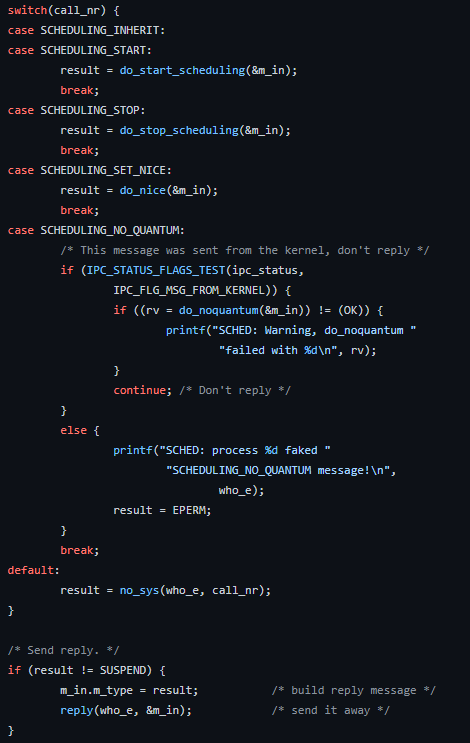 switch(call_nr) {
case SCHEDULING_INHERIT:
case SCHEDULING_START:
        result = do_start_scheduling(&m_in);
        break;
case SCHEDULING_STOP:
        result = do_stop_scheduling(&m_in);
        break;
case SCHEDULING_SET_NICE:
        result = do_nice(&m_in);
        break;
case SCHEDULING_NO_QUANTUM:
        /* This message was sent from the kernel, don't reply */
        if (IPC_STATUS_FLAGS_TEST(ipc_status,
                IPC_FLG_MSG_FROM_KERNEL)) {
                if ((rv = do_noquantum(&m_in)) != (OK)) {
                        printf("SCHED: Warning, do_noquantum "
                                "failed with %d\n", rv);
                }
                continue; /* Don't reply */
        }
        else {
                printf("SCHED: process %d faked "
                        "SCHEDULING_NO_QUANTUM message!\n",
                                who_e);
                result = EPERM;
        }
        break;
default:
        result = no_sys(who_e, call_nr);
}

/* Send reply. */
if (result != SUSPEND) {
        m_in.m_type = result;           /* build reply message */
        reply(who_e, &m_in);            /* send it away */
}